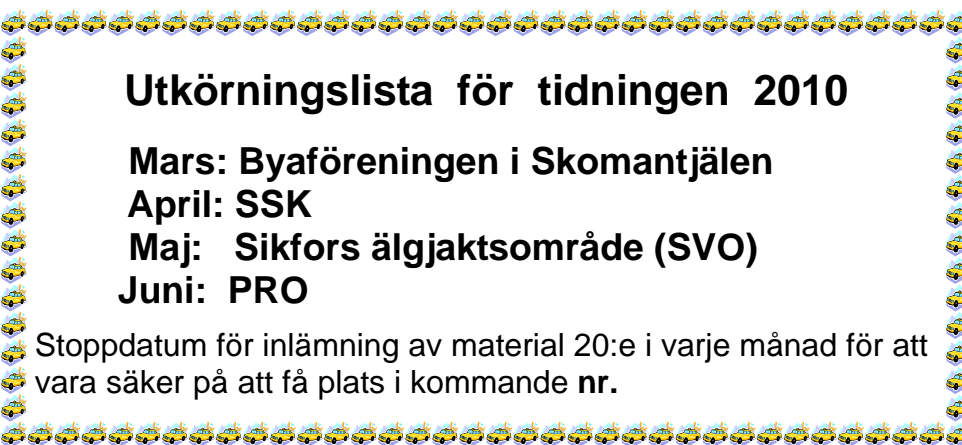 Utkörningslista för tidningen 2010
Mars: Byaföreningen i Skomantjälen
April: SSK
Maj: Sikfors älgjaktsområde (SVO)
Juni: PRO
Stoppdatum för inlämning av material 20:e i varje månad för att
vara säker på att få plats i kommande nr.